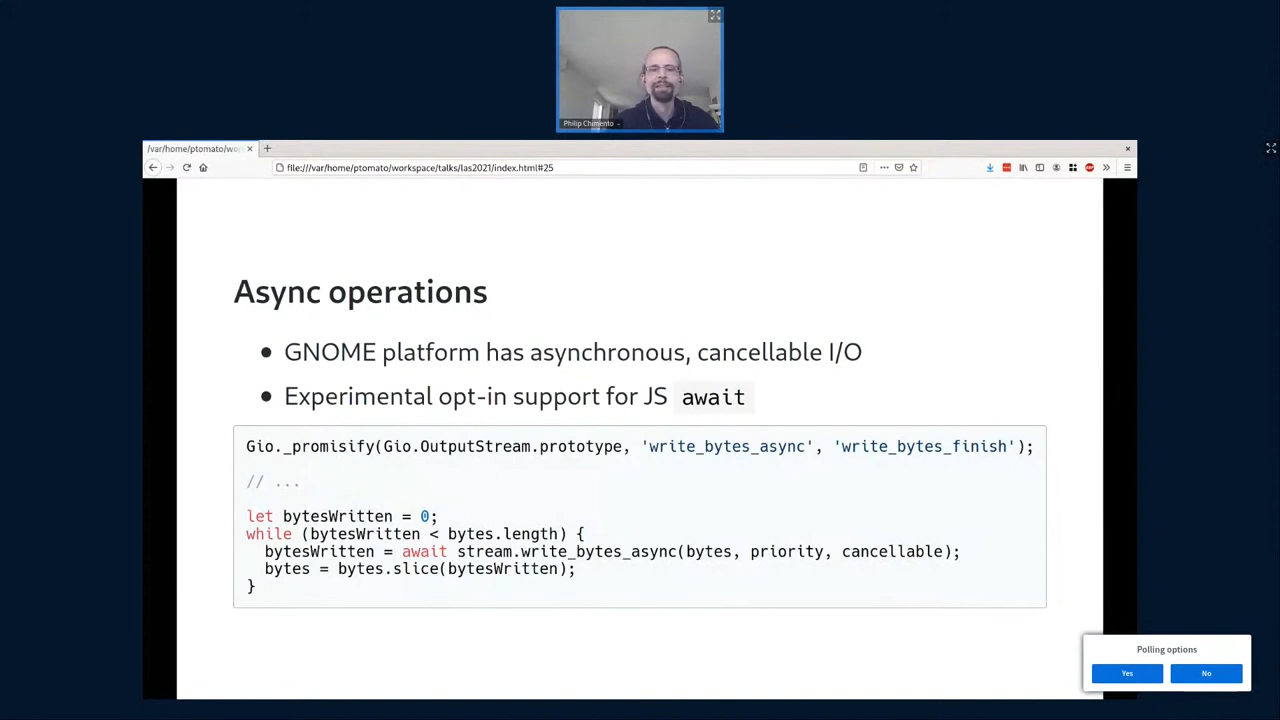 Philip Chimento
/var/home/ptomato/wor
file:///var/home/ptomato/workspace/talks/las2021/index.html#25
Async operations
GNOME platform has asynchronous, cancellable I/O
Experimental opt-in support for JS await
Gio._promisify(Gio.OutputStream.prototype, 'write_bytes_async', 'write_bytes_finish');
// ...
let bytesWritten = 0;
while (bytesWritten < bytes.length) {
bytesWritten = await stream.write_bytes_async(bytes, priority, cancellable);
bytes = bytes.slice(bytesWritten);
}
Polling options
Yes No